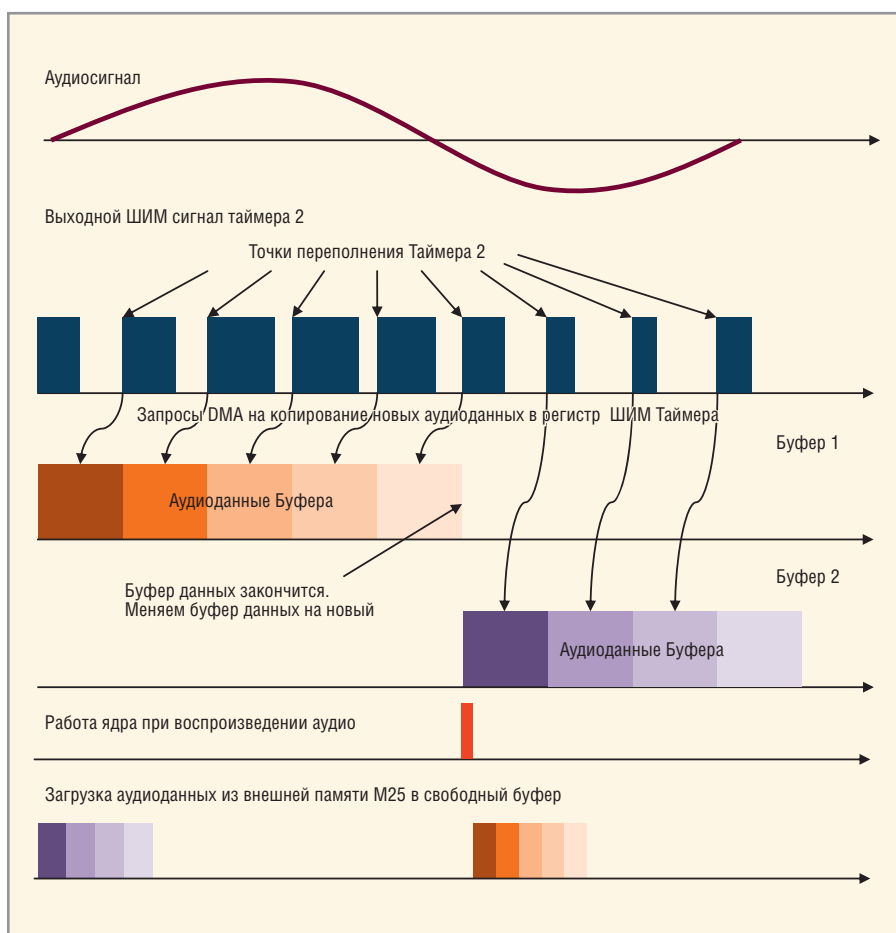 Аудиосигнал
Выходной ШИМ сигнал таймера 2
Точки переполнения Таймера 2
Запросы DMA на копирование новых аудиоданных в регистр ШИМ Таймера
Буфер 1
Аудиоданные Буфера
Буфер данных закончится.
Меняем буфер данных на новый
Буфер 2
Аудиоданные Буфера
Работа ядра при воспроизведении аудио
Загрузка аудиоданных из внешней памяти М25 в свободный буфер